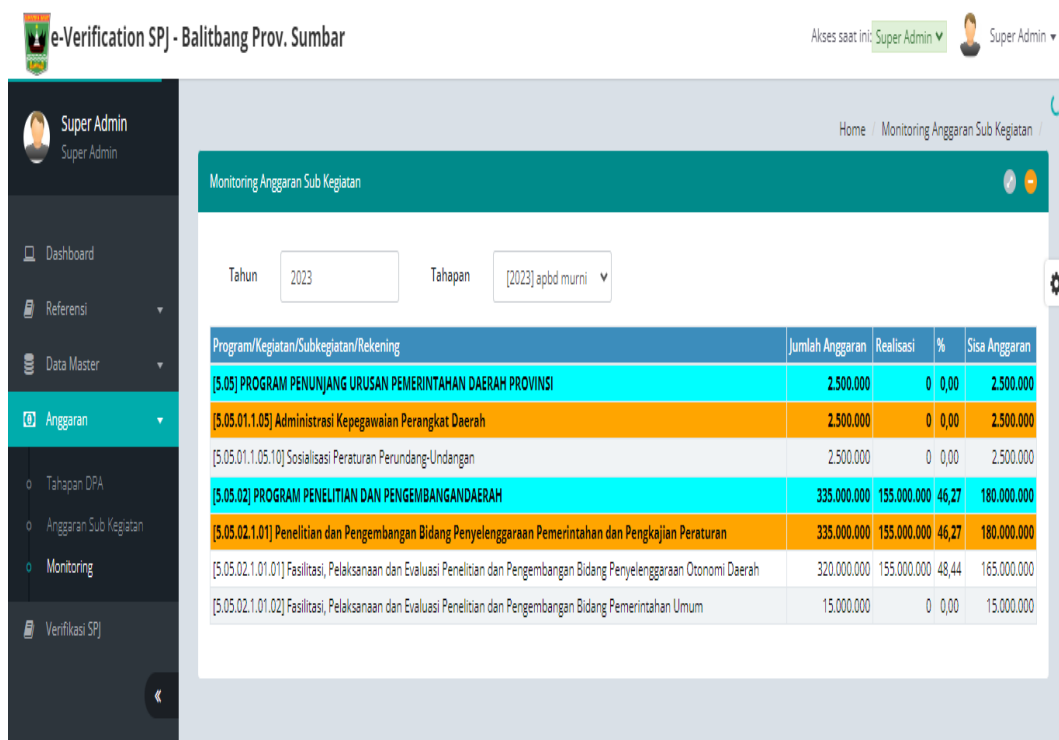 e-Verification SPJ - Balitbang Prov. Sumbar
Akses saat ini: Super Admin
Super Admin
Super Admin
Super Admin
Home / Monitoring Anggaran Sub Kegiatan /
Monitoring Anggaran Sub Kegiatan
Dashboard
Referensi
Data Master
Anggaran
Tahapan DPA
Anggaran Sub Kegiatan
Monitoring
Verifikasi SPJ
Tahun 2023 Tahapan [2023] apbd murni
Program/Kegiatan/Subkegiatan/Rekening Jumlah Anggaran Realisasi % Sisa Anggaran
[5.05] PROGRAM PENUNJANG URUSAN PEMERINTAHAN DAERAH PROVINSI 2.500.000 0 0,00 2.500.000
[5.05.01.1.05] Administrasi Kepegawaian Perangkat Daerah 2.500.000 0 0,00 2.500.000
[5.05.01.1.05.10] Sosialisasi Peraturan Perundang-Undangan 2.500.000 0 0,00 2.500.000
[5.05.02] PROGRAM PENELITIAN DAN PENGEMBANGANDAERAH 335.000.000 155.000.000 46,27 180.000.000
[5.05.02.1.01] Penelitian dan Pengembangan Bidang Penyelenggaraan Pemerintahan dan Pengkajian Peraturan 335.000.000 155.000.000 46,27 180.000.000
[5.05.02.1.01.01] Fasilitasi, Pelaksanaan dan Evaluasi Penelitian dan Pengembangan Bidang Penyelenggaraan Otonomi Daerah 320.000.000 155.000.000 48,44 165.000.000
[5.05.02.1.01.02] Fasilitasi, Pelaksanaan dan Evaluasi Penelitian dan Pengembangan Bidang Pemerintahan Umum 15.000.000 0 0,00 15.000.000